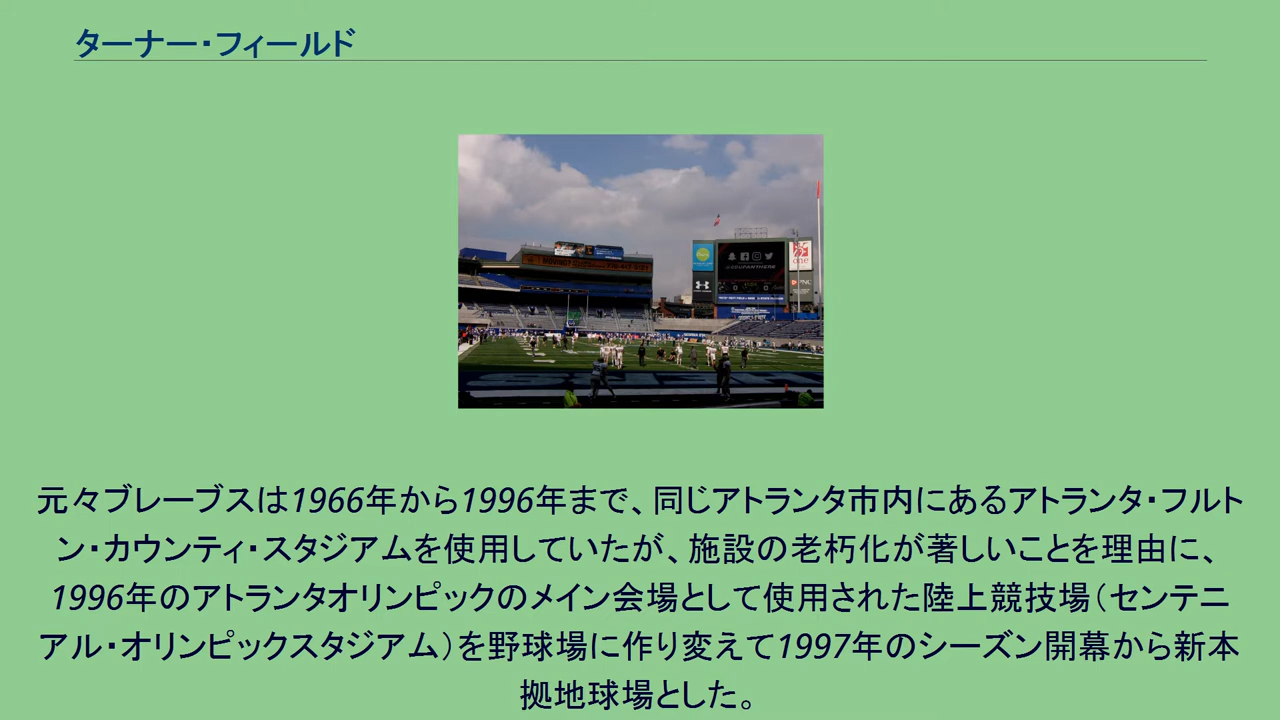 ターナー・フィールド
元々ブレーブスは1966年から1996年まで、同じアトランタ市内にあるアトランタ・フルト
ン・カウンティ・スタジアムを使用していたが、施設の老朽化が著しいことを理由に、
1996年のアトランタオリンピックのメイン会場として使用された陸上競技場（センテニ
アル・オリンピックスタジアム）を野球場に作り変えて1997年のシーズン開幕から新本
拠地球場とした。